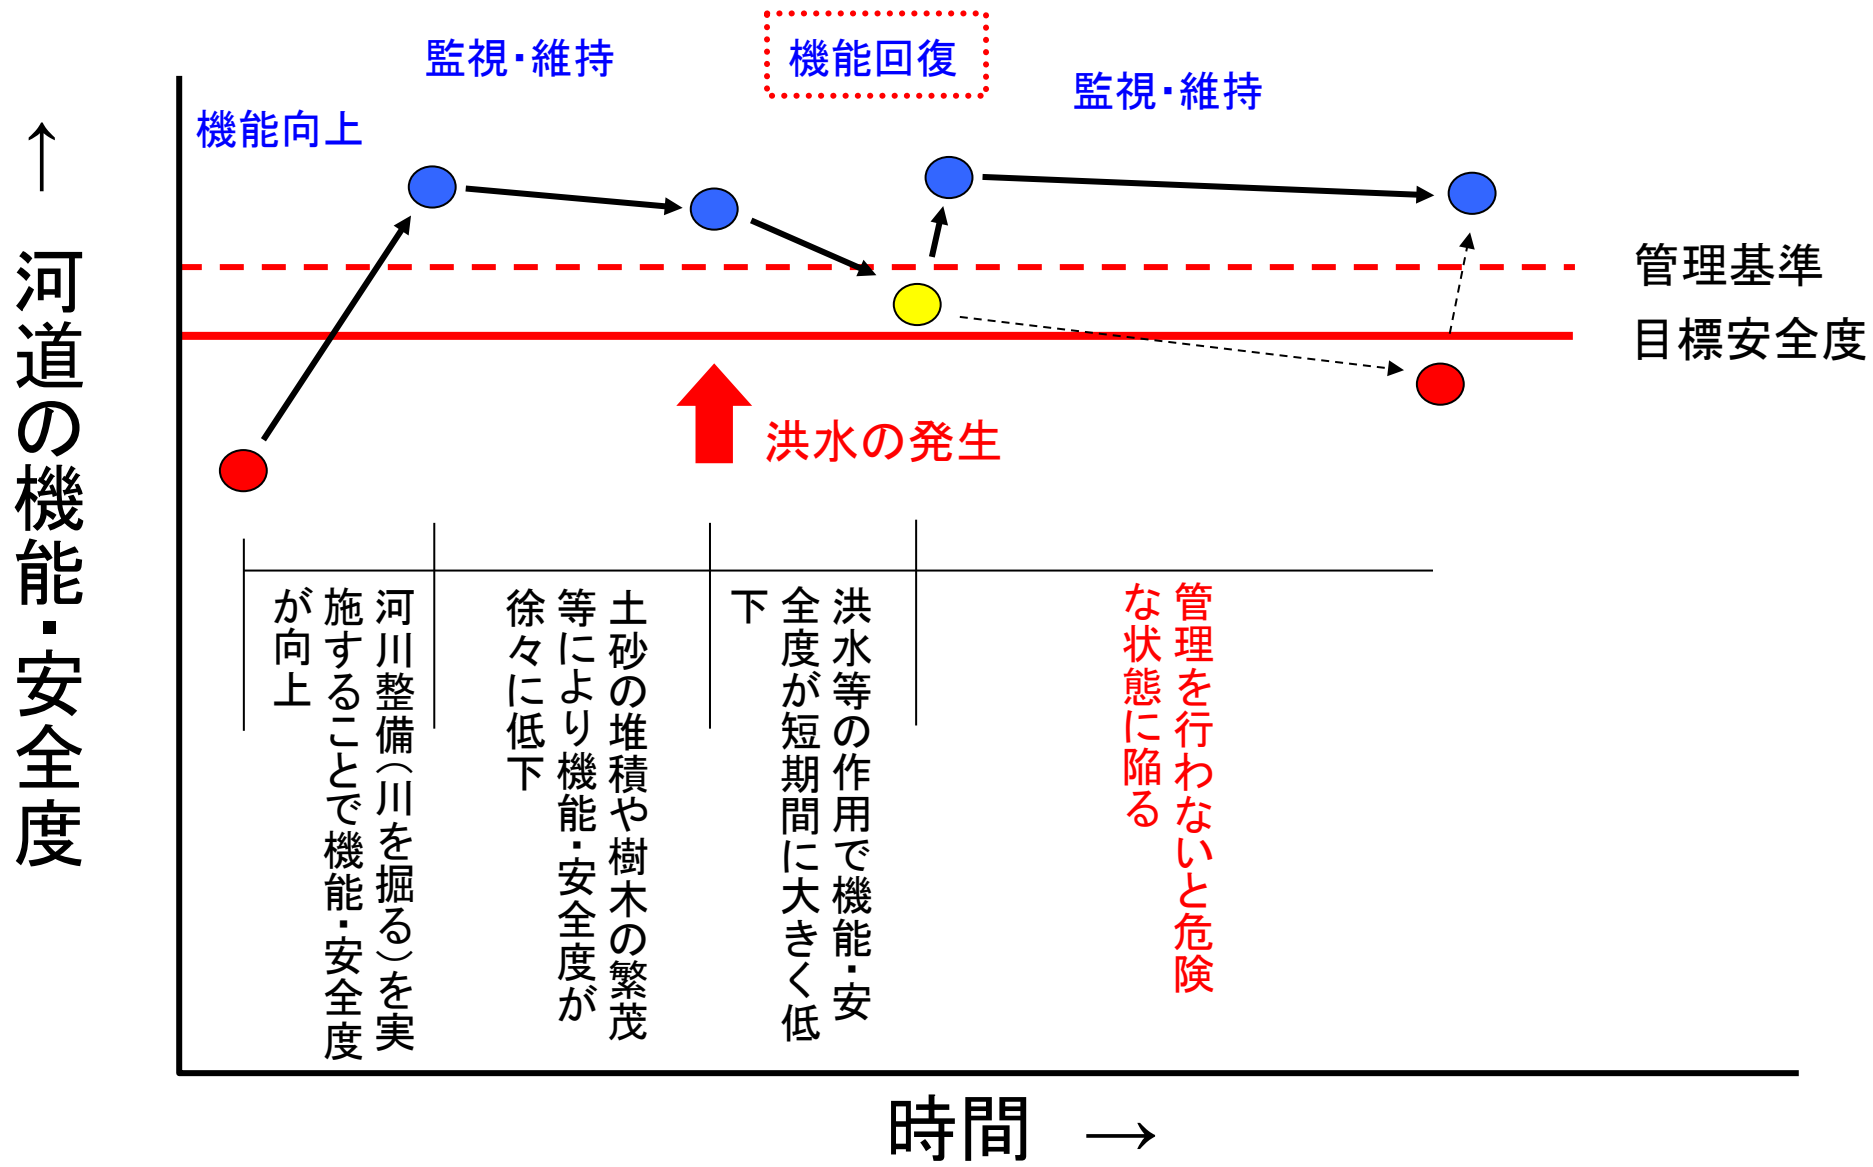 監視・維持
機能回復
監視・維持
機能向上
↑
河道の機能・安全度
管理基準
目標安全度
洪水の発生
河川整備（川を掘る）を実
施することで機能・安全度
が向上
土砂の堆積や樹木の繁茂
等により機能・安全度が
徐々に低下
洪水等の作用で機能・安
全度が短期間に大きく低
下
管理を行わないと危険
な状態に陥る
時間 →